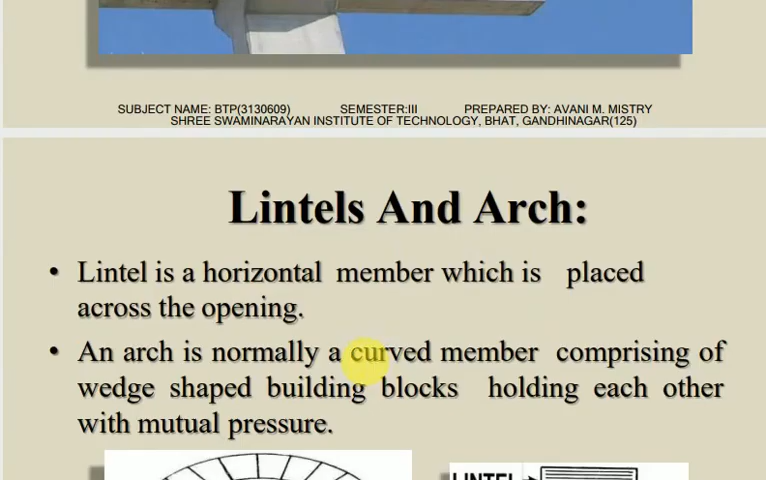 SUBJECT NAME: BTP(3130609) SEMESTER:III PREPARED BY: AVANI M. MISTRY
SHREE SWAMINARAYAN INSTITUTE OF TECHNOLOGY, BHAT, GANDHINAGAR(125)
Lintels And Arch:
• Lintel is a horizontal member which is placed
across the opening.
• An arch is normally a curved member comprising of
wedge shaped building blocks holding each other
with mutual pressure.
LINTEL